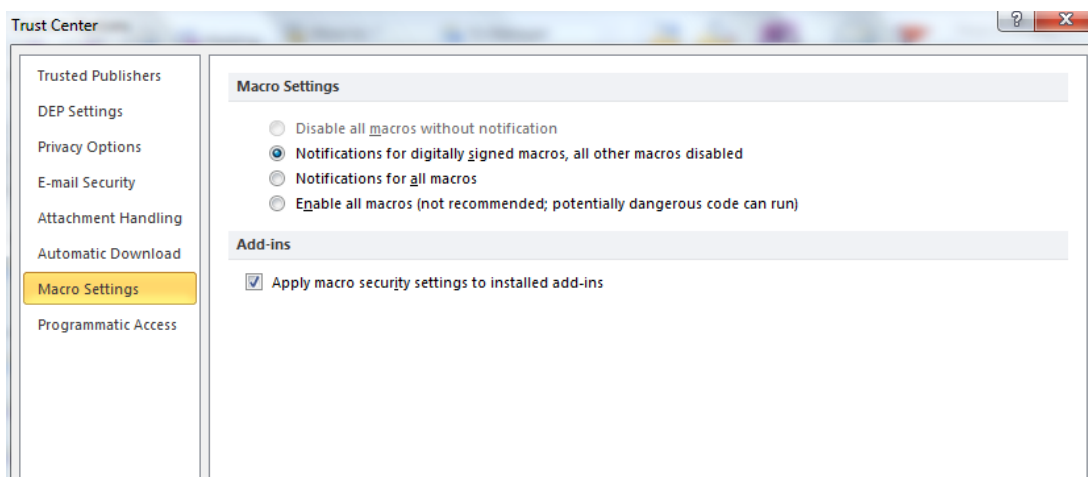 Trust Center
Trusted Publishers
DEP Settings
Privacy Options
E-mail Security
Attachment Handling
Automatic Download
Macro Settings
Programmatic Access
Macro Settings
Disable all macros without notification
Notifications for digitally signed macros, all other macros disabled
Notifications for all macros
Enable all macros (not recommended; potentially dangerous code can run)
Add-ins
Apply macro security settings to installed add-ins